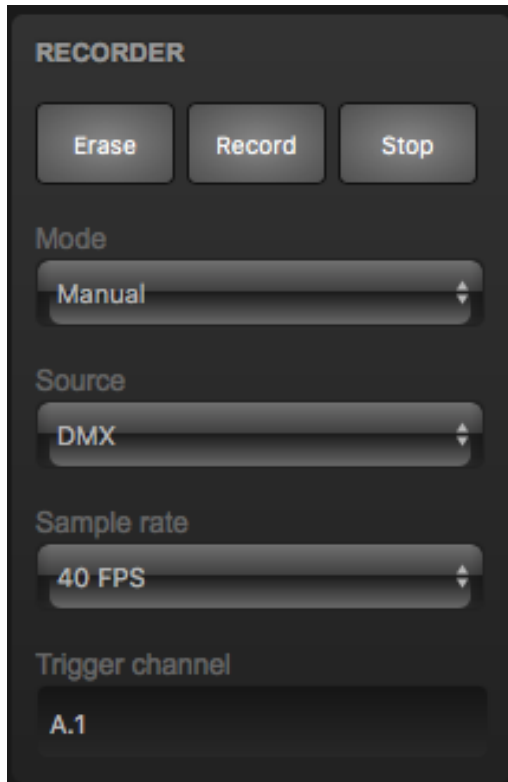 RECORDER
Erase Record Stop
Mode
Manual
Source
DMX
Sample rate
40 FPS
Trigger channel
A.1